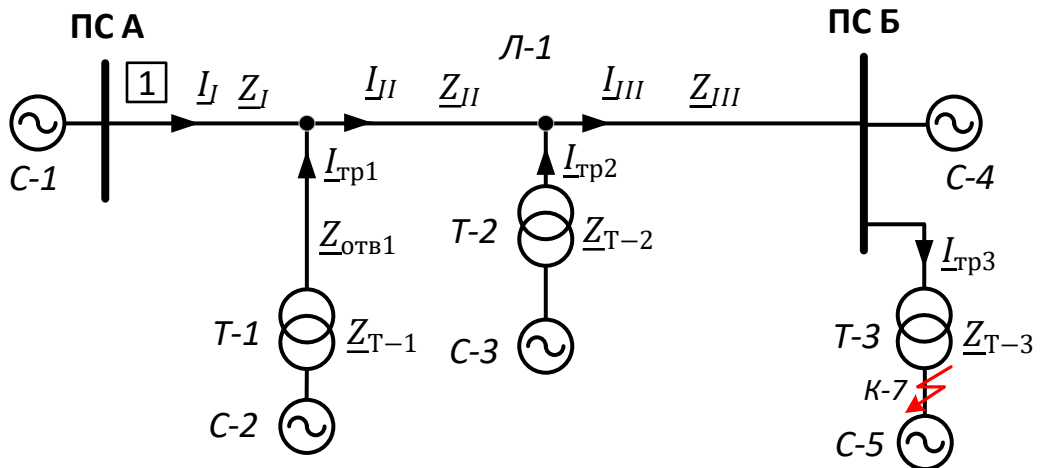 ПС А
ПС Б
Л-1
1
I_I
Z_I
I_II
Z_II
I_III
Z_III
С-1
С-4
I_тр1
I_тр2
I_тр3
Z_отв1
Т-2
Z_Т−2
Т-1
Z_Т−1
С-3
Т-3
Z_Т−3
К-7
С-2
С-5